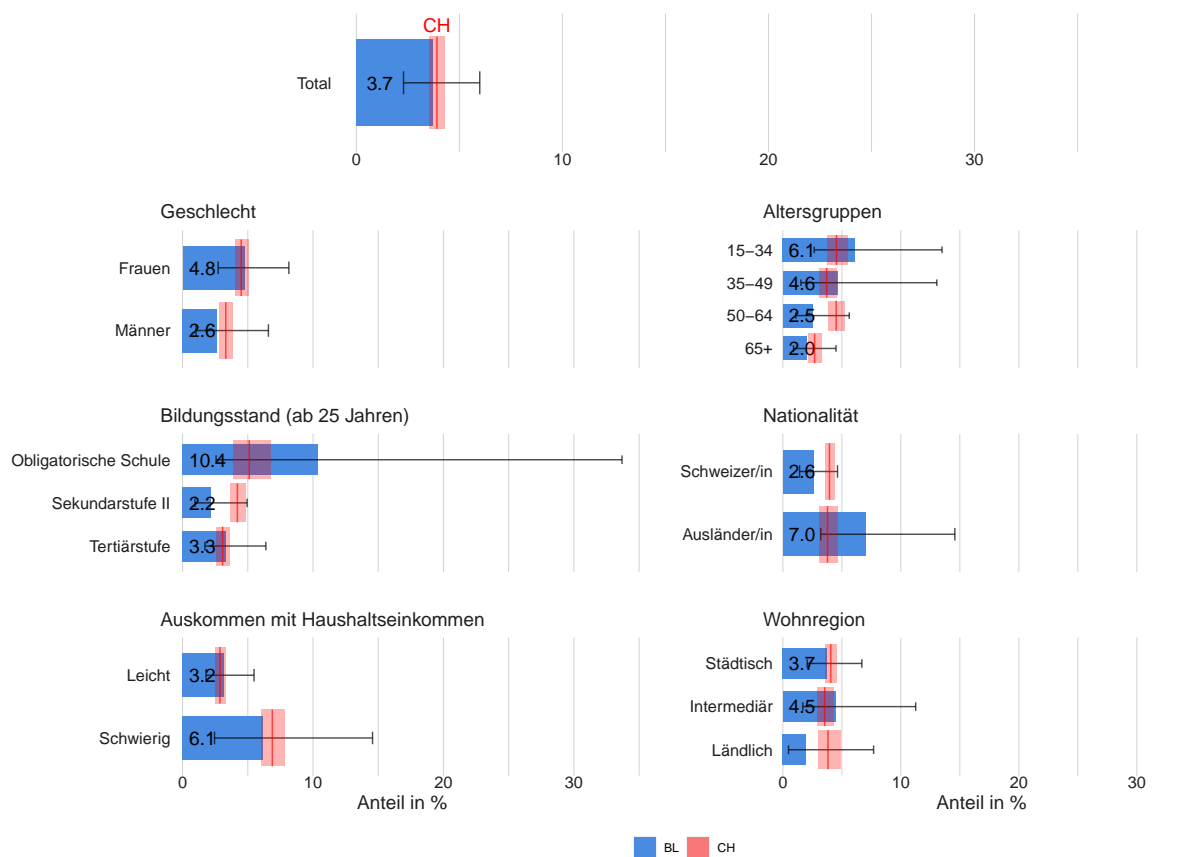 CH
Total 3.7
0 10 20 30
Geschlecht
Frauen 4.8
Männer 2.6
Altersgruppen
15–34 6.1
35–49 4.6
50–64 2.5
65+ 2.0
Bildungsstand (ab 25 Jahren)
Obligatorische Schule 10.4
Sekundarstufe II 2.2
Tertiärstufe 3.3
Nationalität
Schweizer/in 2.6
Ausländer/in 7.0
Auskommen mit Haushaltseinkommen
Leicht 3.2
Schwierig 6.1
0 10 20 30
Anteil in %
Wohnregion
Städtisch 3.7
Intermediär 4.5
Ländlich
0 10 20 30
Anteil in %
BL CH